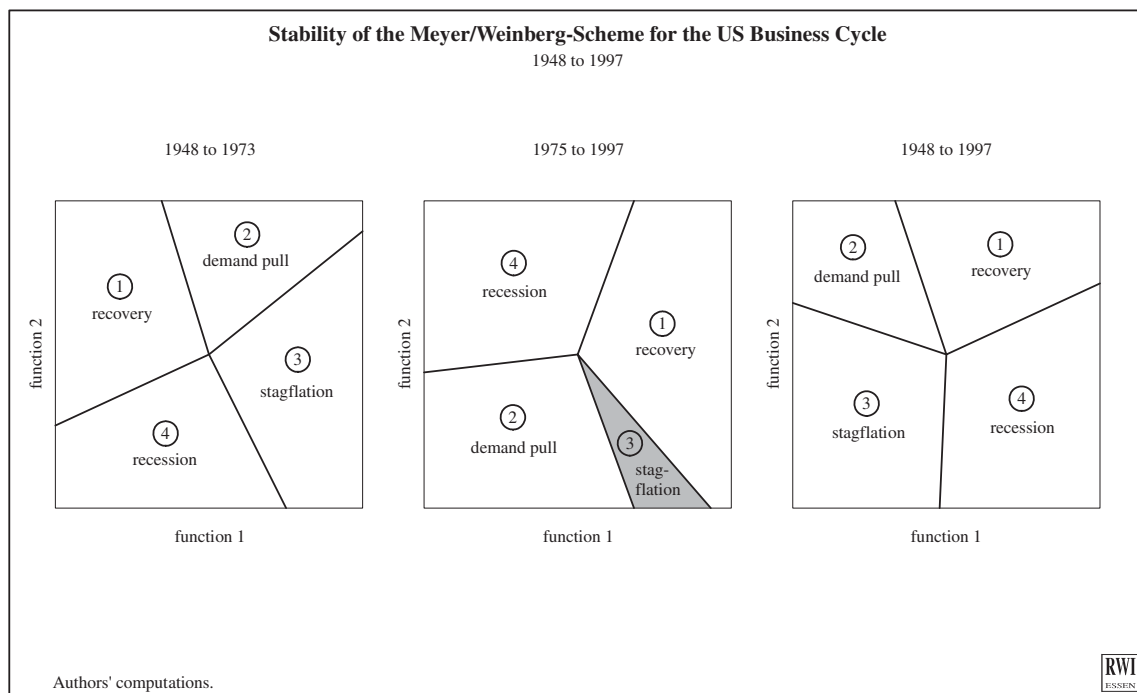 Stability of the Meyer/Weinberg-Scheme for the US Business Cycle
1948 to 1997
1948 to 1973
1975 to 1997
1948 to 1997
function 2
1
recovery
2
demand pull
3
stagflation
4
recession
function 1
function 2
4
recession
1
recovery
2
demand pull
3
stag-
flation
function 1
function 2
2
demand pull
1
recovery
3
stagflation
4
recession
function 1
Authors' computations.
RWI
ESSEN